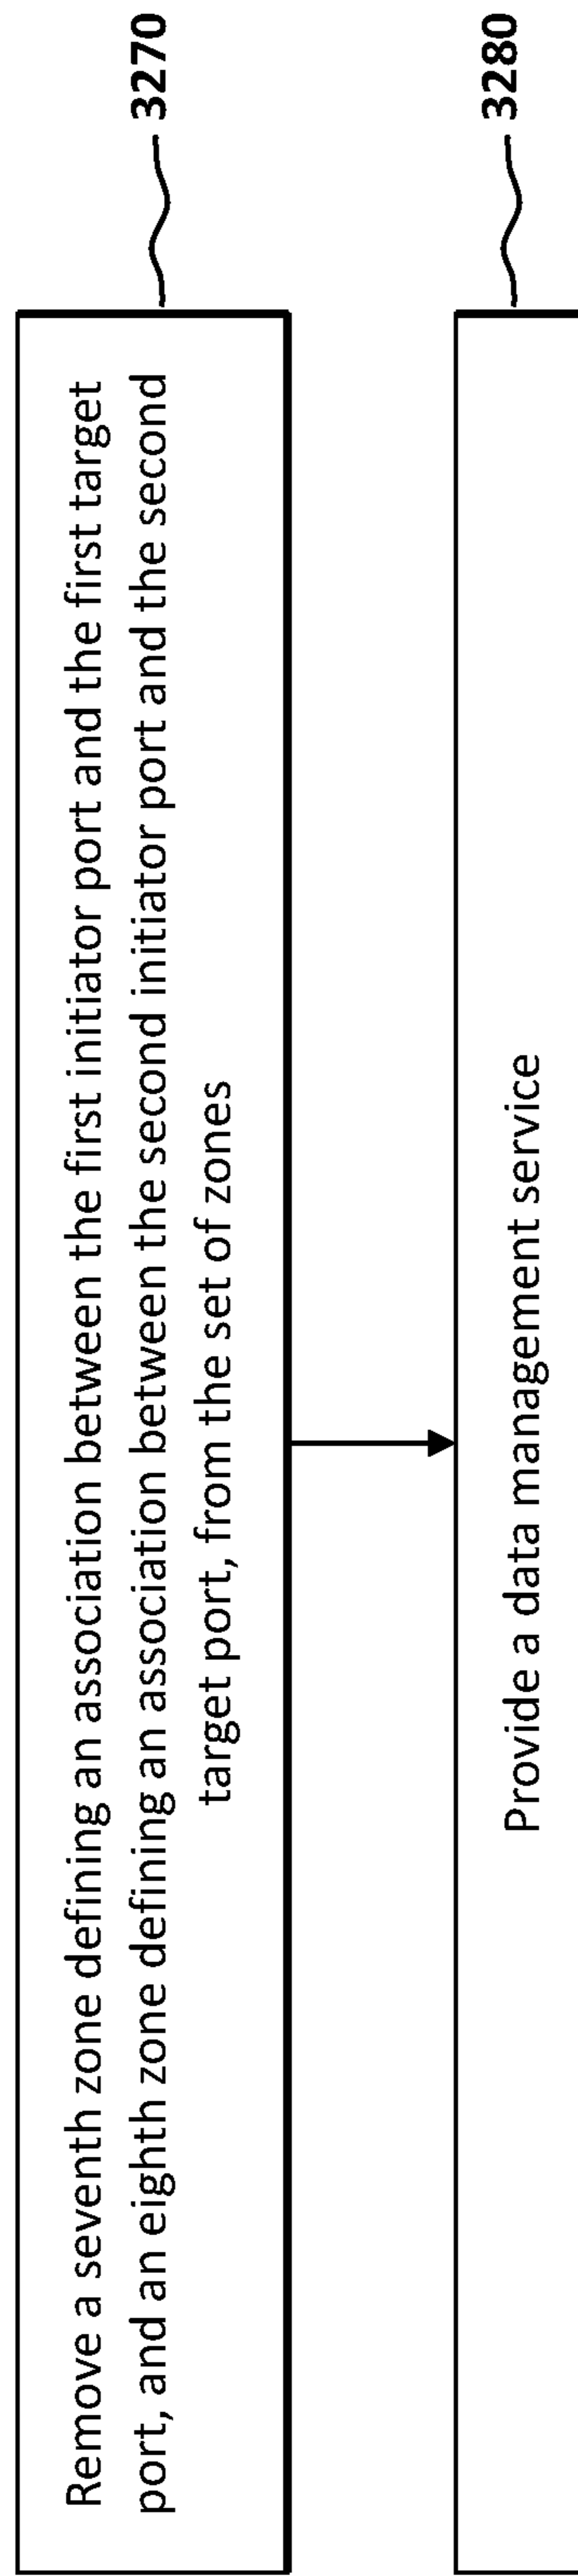 Remove a seventh zone defining an association between the first initiator port and the first target
port, and an eighth zone defining an association between the second initiator port and the second
target port, from the set of zones
3270
Provide a data management service
3280